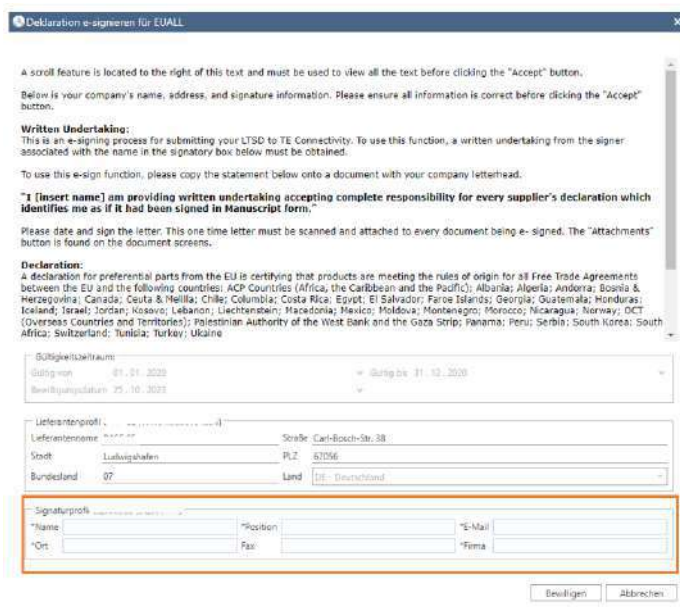 Deklaration e-signieren für EUALL
A scroll feature is located to the right of this text and must be used to view all the text before clicking the "Accept" button.
Below is your company's name, address, and signature information. Please ensure all information is correct before clicking the "Accept"
button.
Written Undertaking:
This is an e-signing process for submitting your LTSD to TE Connectivity. To use this function, a written undertaking from the signer
associated with the name in the signatory box below must be obtained.
To use this e-sign function, please copy the statement below onto a document with your company letterhead.
"I [insert name] am providing written undertaking accepting complete responsibility for every supplier's declaration which
identifies me as if it had been signed in Manuscript form."
Please date and sign the letter. This one time letter must be scanned and attached to every document being e- signed. The "Attachments"
button is found on the document screens.
Declaration:
A declaration for preferential parts from the EU is certifying that products are meeting the rules of origin for all Free Trade Agreements
between the EU and the following countries: ACP Countries (Africa, the Caribbean and the Pacific); Albania; Algeria; Andorra; Bosnia &
Herzegovina; Canada; Ceuta & Melilla; Chile; Columbia; Costa Rica; Egypt; El Salvador; Faroe Islands; Georgia; Guatemala; Honduras;
Iceland; Israel; Jordan; Kosovo; Lebanon; Liechtenstein; Macedonia; Mexico; Moldova; Montenegro; Morocco; Nicaragua; Norway; OCT
(Overseas Countries and Territories); Palestinian Authority of the West Bank and the Gaza Strip; Panama; Peru; Serbia; South Korea; South
Africa; Switzerland; Tunisia; Turkey; Ukaine
Gültigkeitszeitraum
Gültig von 01.01.2020 Gültig bis 31.12.2020
Bewilligungsdatum 25.10.2020
Lieferantenprofil
Lieferantenname Straße Carl-Bosch-Str. 38
Stadt Ludwigshafen PLZ 67056
Bundesland 07 Land DE - Deutschland
Signaturprofil
*Name *Position *E-Mail
*Ort Fax *Firma
Bewilligen Abbrechen